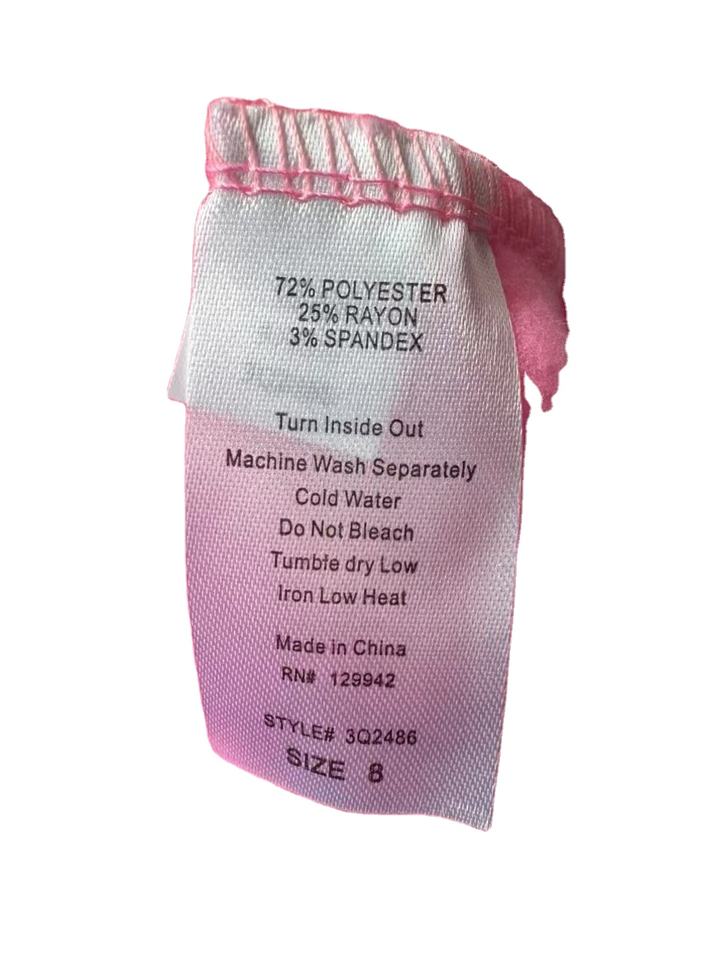 72% POLYESTER
25% RAYON
3% SPANDEX
Turn Inside Out
Machine Wash Separately
Cold Water
Do Not Bleach
Tumble dry Low
Iron Low Heat
Made in China
RN# 129942
STYLE# 3Q2486
SIZE 8